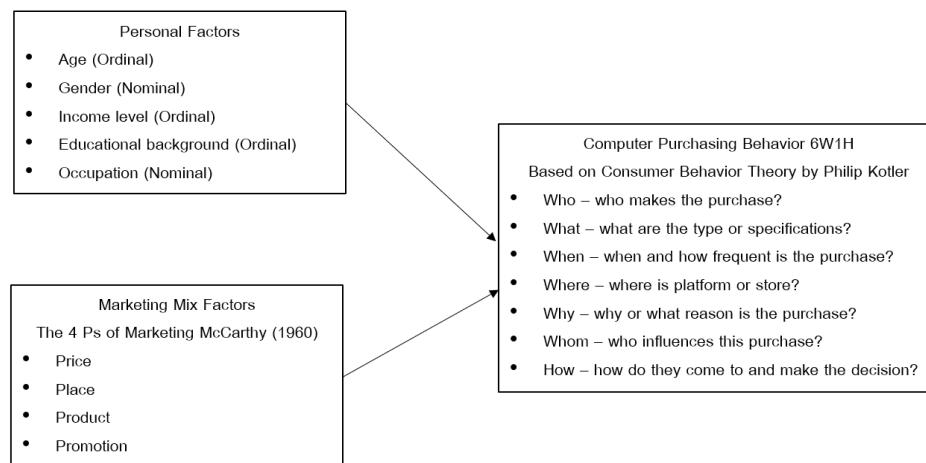 Personal Factors
• Age (Ordinal)
• Gender (Nominal)
• Income level (Ordinal)
• Educational background (Ordinal)
• Occupation (Nominal)
Marketing Mix Factors
The 4 Ps of Marketing McCarthy (1960)
• Price
• Place
• Product
• Promotion
Computer Purchasing Behavior 6W1H
Based on Consumer Behavior Theory by Philip Kotler
• Who – who makes the purchase?
• What – what are the type or specifications?
• When – when and how frequent is the purchase?
• Where – where is platform or store?
• Why – why or what reason is the purchase?
• Whom – who influences this purchase?
• How – how do they come to and make the decision?